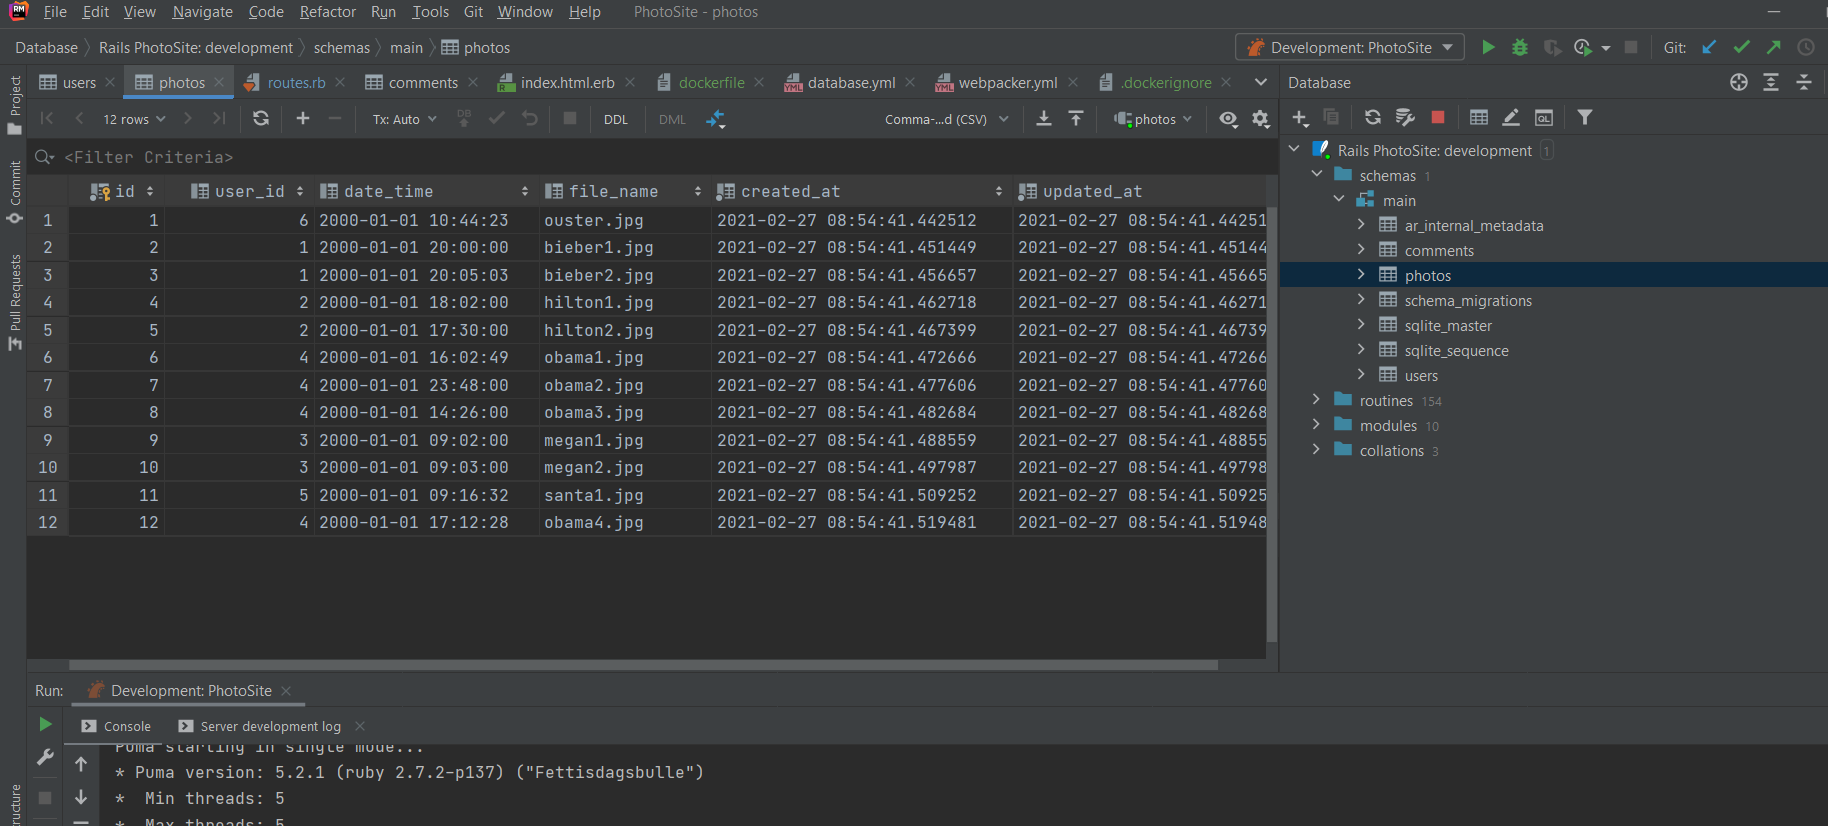 RM File Edit View Navigate Code Refactor Run Tools Git Window Help PhotoSite - photos
Database Rails PhotoSite: development schemas main photos Development: PhotoSite Git:
users photos routes.rb comments index.html.erb dockerfile database.yml webpacker.yml .dockerignore Database
12 rows Tx: Auto DB DDL DML Comma-...d (CSV) photos QL
<Filter Criteria>
id user_id date_time file_name created_at updated_at
1 1 6 2000-01-01 10:44:23 ouster.jpg 2021-02-27 08:54:41.442512 2021-02-27 08:54:41.44251
2 2 1 2000-01-01 20:00:00 bieber1.jpg 2021-02-27 08:54:41.451449 2021-02-27 08:54:41.45144
3 3 1 2000-01-01 20:05:03 bieber2.jpg 2021-02-27 08:54:41.456657 2021-02-27 08:54:41.45665
4 4 2 2000-01-01 18:02:00 hilton1.jpg 2021-02-27 08:54:41.462718 2021-02-27 08:54:41.46271
5 5 2 2000-01-01 17:30:00 hilton2.jpg 2021-02-27 08:54:41.467399 2021-02-27 08:54:41.46739
6 6 4 2000-01-01 16:02:49 obama1.jpg 2021-02-27 08:54:41.472666 2021-02-27 08:54:41.47266
7 7 4 2000-01-01 23:48:00 obama2.jpg 2021-02-27 08:54:41.477606 2021-02-27 08:54:41.47760
8 8 4 2000-01-01 14:26:00 obama3.jpg 2021-02-27 08:54:41.482684 2021-02-27 08:54:41.48268
9 9 3 2000-01-01 09:02:00 megan1.jpg 2021-02-27 08:54:41.488559 2021-02-27 08:54:41.48855
10 10 3 2000-01-01 09:03:00 megan2.jpg 2021-02-27 08:54:41.497987 2021-02-27 08:54:41.49798
11 11 5 2000-01-01 09:16:32 santa1.jpg 2021-02-27 08:54:41.509252 2021-02-27 08:54:41.50925
12 12 4 2000-01-01 17:12:28 obama4.jpg 2021-02-27 08:54:41.519481 2021-02-27 08:54:41.51948
Rails PhotoSite: development 1
schemas 1
main
ar_internal_metadata
comments
photos
schema_migrations
sqlite_master
sqlite_sequence
users
routines 154
modules 10
collations 3
Project
Commit
Pull Requests
ructure
Run: Development: PhotoSite
Console Server development log
Puma starting in single mode...
* Puma version: 5.2.1 (ruby 2.7.2-p137) ("Fettisdagsbulle")
* Min threads: 5
* Max threads: 5